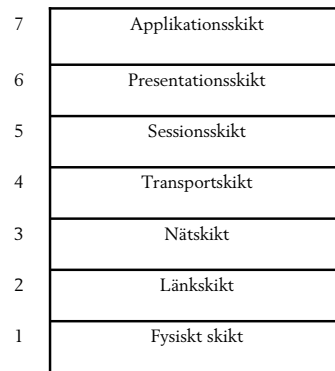 7 Applikationsskikt
6 Presentationsskikt
5 Sessionsskikt
4 Transportskikt
3 Nätskikt
2 Länkskikt
1 Fysiskt skikt